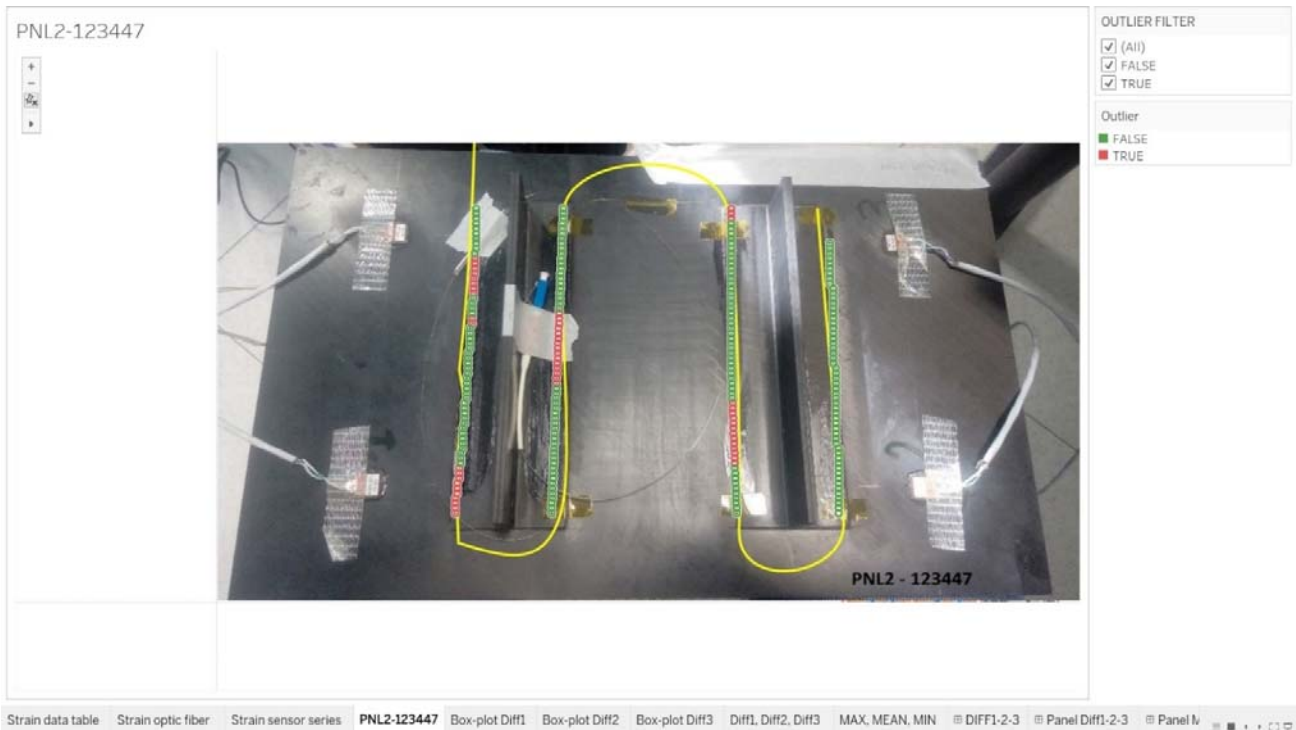 PNL2-123447
OUTLIER FILTER
(All)
FALSE
TRUE
Outlier
FALSE
TRUE
PNL2 - 123447
Strain data table Strain optic fiber Strain sensor series PNL2-123447 Box-plot Diff1 Box-plot Diff2 Box-plot Diff3 Diff1, Diff2, Diff3 MAX, MEAN, MIN DIFF1-2-3 Panel Diff1-2-3 Panel M